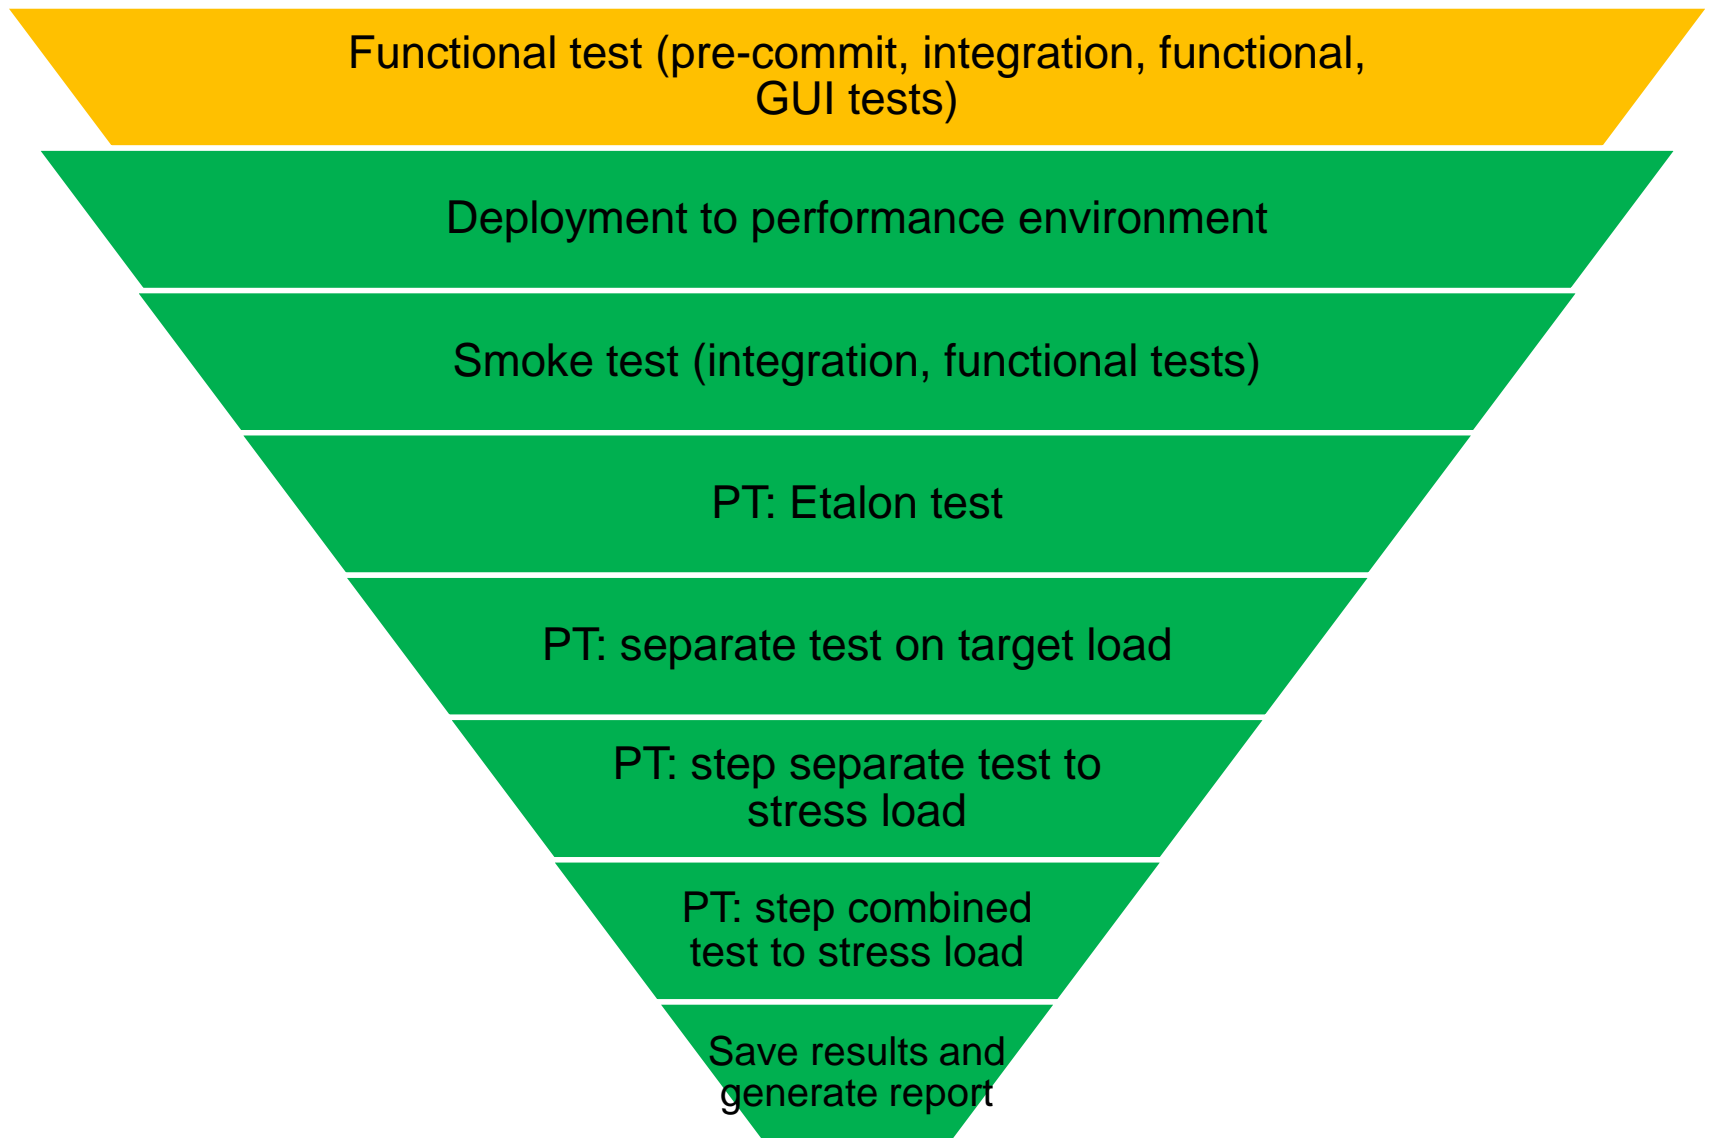 Functional test (pre-commit, integration, functional,
GUI tests)
Deployment to performance environment
Smoke test (integration, functional tests)
PT: Etalon test
PT: separate test on target load
PT: step separate test to
stress load
PT: step combined
test to stress load
Save results and
generate report